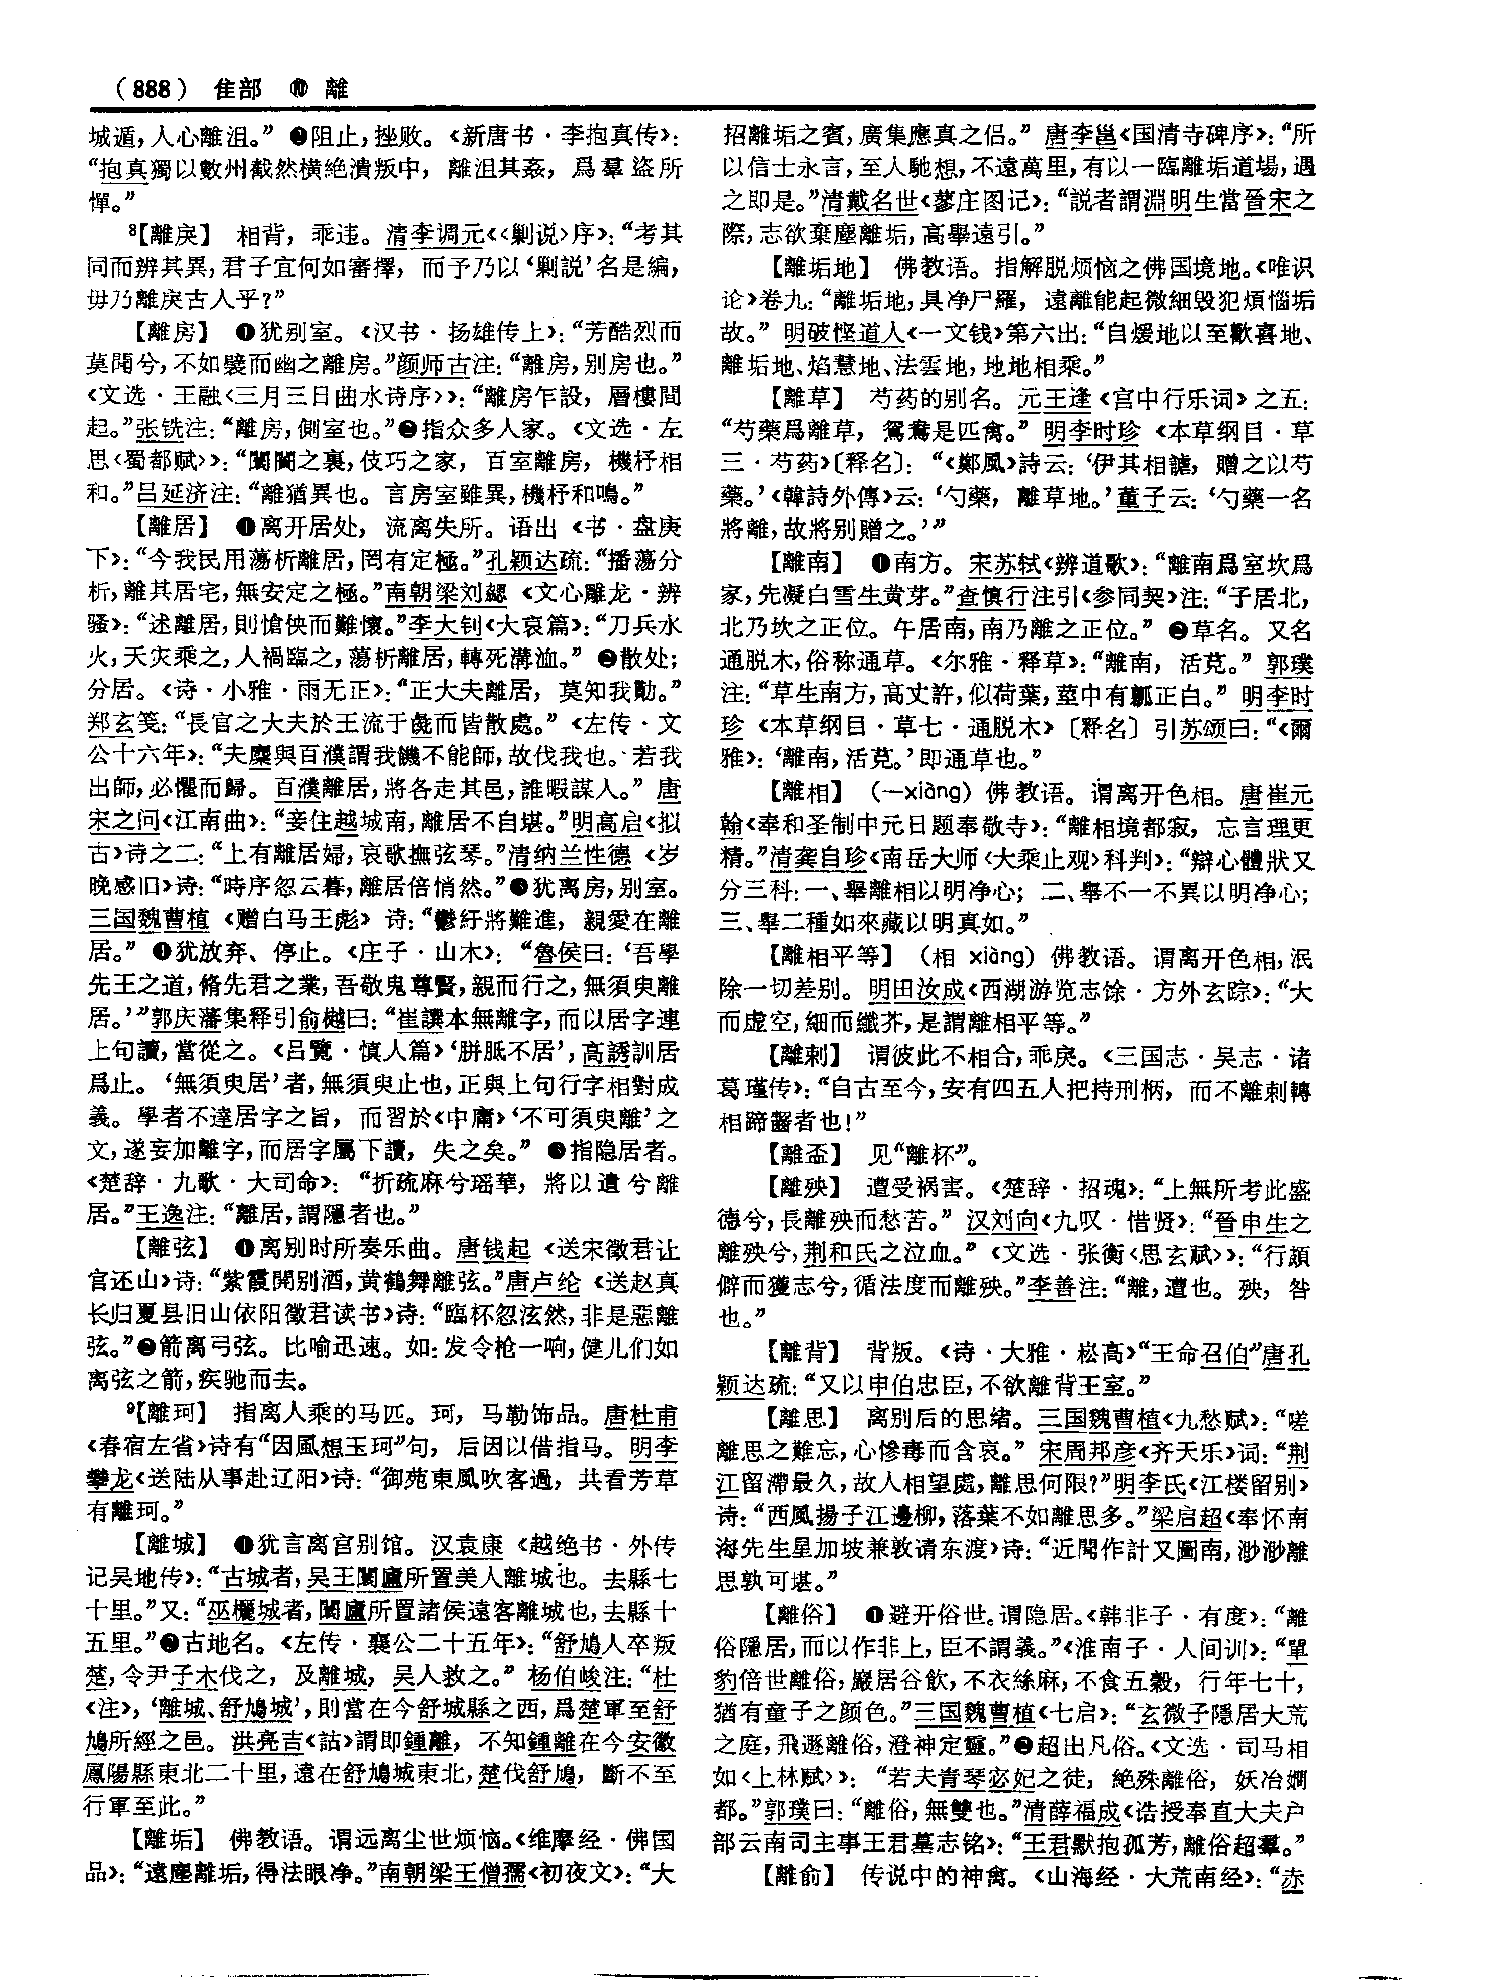 （888） 隹部 ⑩ 離
城遁，人心離沮。” ❷阻止，挫败。《新唐书·李抱真传》：
“抱真獨以數州截然横絶潰叛中，離沮其姦，爲羣盜所
憚。”
⁸【離戾】 相背，乖违。清李调元《〈剿说〉序》：“考其
同而辨其異，君子宜何如審擇，而予乃以‘剿説’名是編，
毋乃離戾古人乎？”
【離房】 ❶犹别室。《汉书·扬雄传上》：“芳酷烈而
莫聞兮，不如襞而幽之離房。”颜师古注：“離房，别房也。”
《文选·王融〈三月三日曲水诗序〉》：“離房乍設，層樓間
起。”张铣注：“離房，側室也。”❷指众多人家。《文选·左
思〈蜀都赋〉》：“闤闠之裏，伎巧之家，百室離房，機杼相
和。”吕延济注：“離猶異也。言房室雖異，機杼和鳴。”
【離居】 ❶离开居处，流离失所。语出《书·盘庚
下》：“今我民用蕩析離居，罔有定極。”孔颖达疏：“播蕩分
析，離其居宅，無安定之極。”南朝梁刘勰《文心雕龙·辨
骚》：“述離居，則愴怏而難懷。”李大钊《大哀篇》：“刀兵水
火，天灾乘之，人禍臨之，蕩析離居，轉死溝洫。” ❷散处；
分居。《诗·小雅·雨无正》：“正大夫離居，莫知我勩。”
郑玄笺：“長官之大夫於王流于彘而皆散處。”《左传·文
公十六年》：“夫麇與百濮謂我饑不能師，故伐我也。若我
出師，必懼而歸。百濮離居，將各走其邑，誰暇謀人。” 唐
宋之问《江南曲》：“妾住越城南，離居不自堪。”明高启《拟
古》诗之二：“上有離居婦，哀歌撫弦琴。”清纳兰性德《岁
晚感旧》诗：“時序忽云暮，離居倍悄然。”❸犹离房，别室。
三国魏曹植《赠白马王彪》诗：“鬱紆將難進，親愛在離
居。” ❹犹放弃、停止。《庄子·山木》：“魯侯曰：‘吾學
先王之道，脩先君之業，吾敬鬼尊賢，親而行之，無須臾離
居。’”郭庆藩集释引俞樾曰：“崔譔本無離字，而以居字連
上句讀，當從之。《吕覽·慎人篇》‘胼胝不居’，高誘訓居
爲止。‘無須臾居’者，無須臾止也，正與上句行字相對成
義。學者不達居字之旨，而習於《中庸》‘不可須臾離’之
文，遂妄加離字，而居字屬下讀，失之矣。” ❺指隐居者。
《楚辞·九歌·大司命》：“折疏麻兮瑶華，將以遺兮離
居。”王逸注：“離居，謂隱者也。”
【離弦】 ❶离别时所奏乐曲。唐钱起《送宋徵君让
官还山》诗：“紫霞開别酒，黄鶴舞離弦。”唐卢纶《送赵真
长归夏县旧山依阳徵君读书》诗：“臨杯忽泫然，非是惡離
弦。”❷箭离弓弦。比喻迅速。如：发令枪一响，健儿们如
离弦之箭，疾驰而去。
⁹【離珂】 指离人乘的马匹。珂，马勒饰品。唐杜甫
《春宿左省》诗有“因風想玉珂”句，后因以借指马。明李
攀龙《送陆从事赴辽阳》诗：“御苑東風吹客過，共看芳草
有離珂。”
【離城】 ❶犹言离宫别馆。汉袁康《越绝书·外传
记吴地传》：“古城者，吴王闔廬所置美人離城也。去縣七
十里。”又：“巫欐城者，闔廬所置諸侯遠客離城也，去縣十
五里。”❷古地名。《左传·襄公二十五年》：“舒鳩人卒叛
楚，令尹子木伐之，及離城，吴人救之。” 杨伯峻注：“杜
《注》，‘離城、舒鳩城’，則當在今舒城縣之西，爲楚軍至舒
鳩所經之邑。洪亮吉《詁》謂即鍾離，不知鍾離在今安徽
鳳陽縣東北二十里，遠在舒鳩城東北，楚伐舒鳩，斷不至
行軍至此。”
【離垢】 佛教语。谓远离尘世烦恼。《维摩经·佛国
品》：“遠塵離垢，得法眼净。”南朝梁王僧孺《初夜文》：“大
招離垢之賓，廣集應真之侣。” 唐李邕《国清寺碑序》：“所
以信士永言，至人馳想，不遠萬里，有以一臨離垢道場，遇
之即是。”清戴名世《蓼庄图记》：“説者謂淵明生當晉宋之
際，志欲棄塵離垢，高舉遠引。”
【離垢地】 佛教语。指解脱烦恼之佛国境地。《唯识
论》卷九：“離垢地，具净尸羅，遠離能起微細毁犯煩惱垢
故。” 明破悭道人《一文钱》第六出：“自煖地以至歡喜地、
離垢地、焰慧地、法雲地，地地相乘。”
【離草】 芍药的别名。元王逢《宫中行乐词》之五：
“芍藥爲離草，鴛鴦是匹禽。” 明李时珍《本草纲目·草
三·芍药》〔释名〕：“《鄭風》詩云：‘伊其相謔，贈之以芍
藥。’《韓詩外傳》云：‘勺藥，離草地。’董子云：‘勺藥一名
將離，故將别贈之。’”
【離南】 ❶南方。宋苏轼《辨道歌》：“離南爲室坎爲
家，先凝白雪生黄芽。”查慎行注引《参同契》注：“子居北，
北乃坎之正位。午居南，南乃離之正位。” ❷草名。又名
通脱木，俗称通草。《尔雅·释草》：“離南，活莌。” 郭璞
注：“草生南方，高丈許，似荷葉，莖中有瓤正白。” 明李时
珍《本草纲目·草七·通脱木》〔释名〕引苏颂曰：“《爾
雅》：‘離南，活莌。’即通草也。”
【離相】 （—xiàng）佛教语。谓离开色相。唐崔元
翰《奉和圣制中元日题奉敬寺》：“離相境都寂，忘言理更
精。”清龚自珍《南岳大师〈大乘止观〉科判》：“辯心體狀又
分三科：一、舉離相以明净心；二、舉不一不異以明净心；
三、舉二種如來藏以明真如。”
【離相平等】 （相 xiàng）佛教语。谓离开色相，泯
除一切差别。明田汝成《西湖游览志馀·方外玄踪》：“大
而虚空，細而纖芥，是謂離相平等。”
【離剌】 谓彼此不相合，乖戾。《三国志·吴志·诸
葛瑾传》：“自古至今，安有四五人把持刑柄，而不離剌轉
相蹄齧者也！”
【離盃】 见“離杯”。
【離殃】 遭受祸害。《楚辞·招魂》：“上無所考此盛
德兮，長離殃而愁苦。” 汉刘向《九叹·惜贤》：“晉申生之
離殃兮，荆和氏之泣血。”《文选·张衡〈思玄赋〉》：“行頗
僻而獲志兮，循法度而離殃。”李善注：“離，遭也。殃，咎
也。”
【離背】 背叛。《诗·大雅·崧高》“王命召伯”唐孔
颖达疏：“又以申伯忠臣，不欲離背王室。”
【離思】 离别后的思绪。三国魏曹植《九愁赋》：“嗟
離思之難忘，心慘毒而含哀。” 宋周邦彦《齐天乐》词：“荆
江留滯最久，故人相望處，離思何限？”明李氏《江楼留别》
诗：“西風揚子江邊柳，落葉不如離思多。”梁启超《奉怀南
海先生星加坡兼敦请东渡》诗：“近聞作計又圖南，渺渺離
思孰可堪。”
【離俗】 ❶避开俗世。谓隐居。《韩非子·有度》：“離
俗隱居，而以作非上，臣不謂義。”《淮南子·人间训》：“單
豹倍世離俗，巖居谷飲，不衣絲麻，不食五穀，行年七十，
猶有童子之颜色。”三国魏曹植《七启》：“玄微子隱居大荒
之庭，飛遯離俗，澄神定靈。”❷超出凡俗。《文选·司马相
如〈上林赋〉》：“若夫青琴宓妃之徒，絶殊離俗，妖冶嫻
都。”郭璞曰：“離俗，無雙也。”清薛福成《诰授奉直大夫户
部云南司主事王君墓志铭》：“王君默抱孤芳，離俗超羣。”
【離俞】 传说中的神禽。《山海经·大荒南经》：“赤